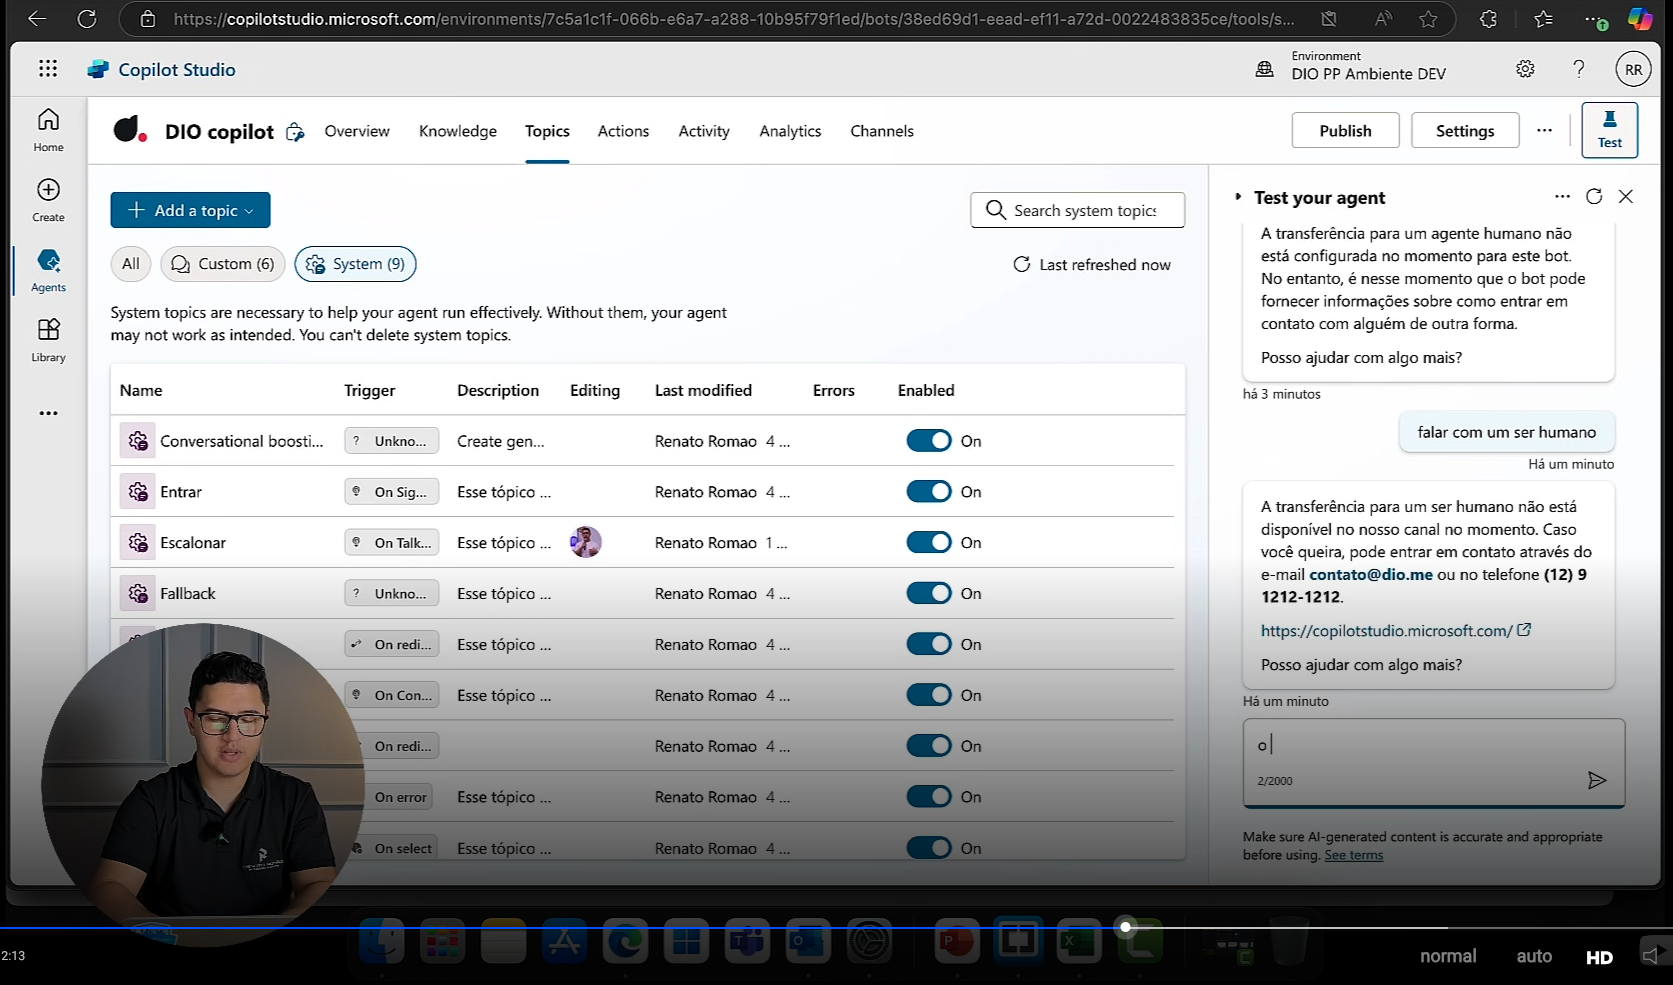 https://copilotstudio.microsoft.com/environments/7c5a1c1f-066b-e6a7-a288-10b95f79f1ed/bots/38ed69d1-eead-ef11-a72d-0022483835ce/tools/s...
Copilot Studio
Environment
DIO PP Ambiente DEV
RR
Home
Create
Agents
Library
DIO copilot
Overview
Knowledge
Topics
Actions
Activity
Analytics
Channels
Publish
Settings
Test
Add a topic
Search system topics
All
Custom (6)
System (9)
Last refreshed now
System topics are necessary to help your agent run effectively. Without them, your agent
may not work as intended. You can't delete system topics.
Name Trigger Description Editing Last modified Errors Enabled
Conversational boosti... ? Unkno... Create gen... Renato Romao 4 ... On
Entrar On Sig... Esse tópico ... Renato Romao 4 ... On
Escalonar On Talk... Esse tópico ... Renato Romao 1 ... On
Fallback ? Unkno... Esse tópico ... Renato Romao 4 ... On
On redi... Esse tópico ... Renato Romao 4 ... On
On Con... Esse tópico ... Renato Romao 4 ... On
On redi... Renato Romao 4 ... On
On error Esse tópico ... Renato Romao 4 ... On
On select Esse tópico ... Renato Romao 4 ... On
Test your agent
A transferência para um agente humano não
está configurada no momento para este bot.
No entanto, é nesse momento que o bot pode
fornecer informações sobre como entrar em
contato com alguém de outra forma.
Posso ajudar com algo mais?
há 3 minutos
falar com um ser humano
Há um minuto
A transferência para um ser humano não está
disponível no nosso canal no momento. Caso
você queira, pode entrar em contato através do
e-mail contato@dio.me ou no telefone (12) 9
1212-1212.
https://copilotstudio.microsoft.com/
Posso ajudar com algo mais?
Há um minuto
o
2/2000
Make sure AI-generated content is accurate and appropriate
before using. See terms
2:13
normal
auto
HD